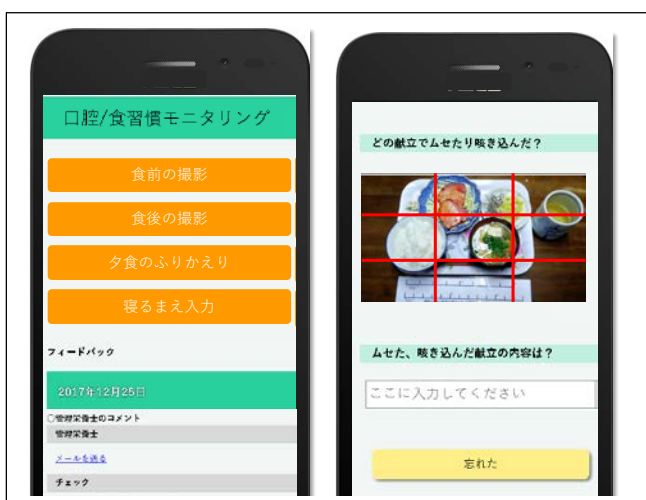 口腔/食習慣モニタリング
食前の撮影
食後の撮影
夕食のふりかえり
寝るまえ入力
フィードバック
2017年12月25日
○管理栄養士のコメント
管理栄養士
メールを送る
チェック
どの献立でムセたり咳き込んだ?
ムセた、咳き込んだ献立の内容は?
ここに入力してください
忘れた